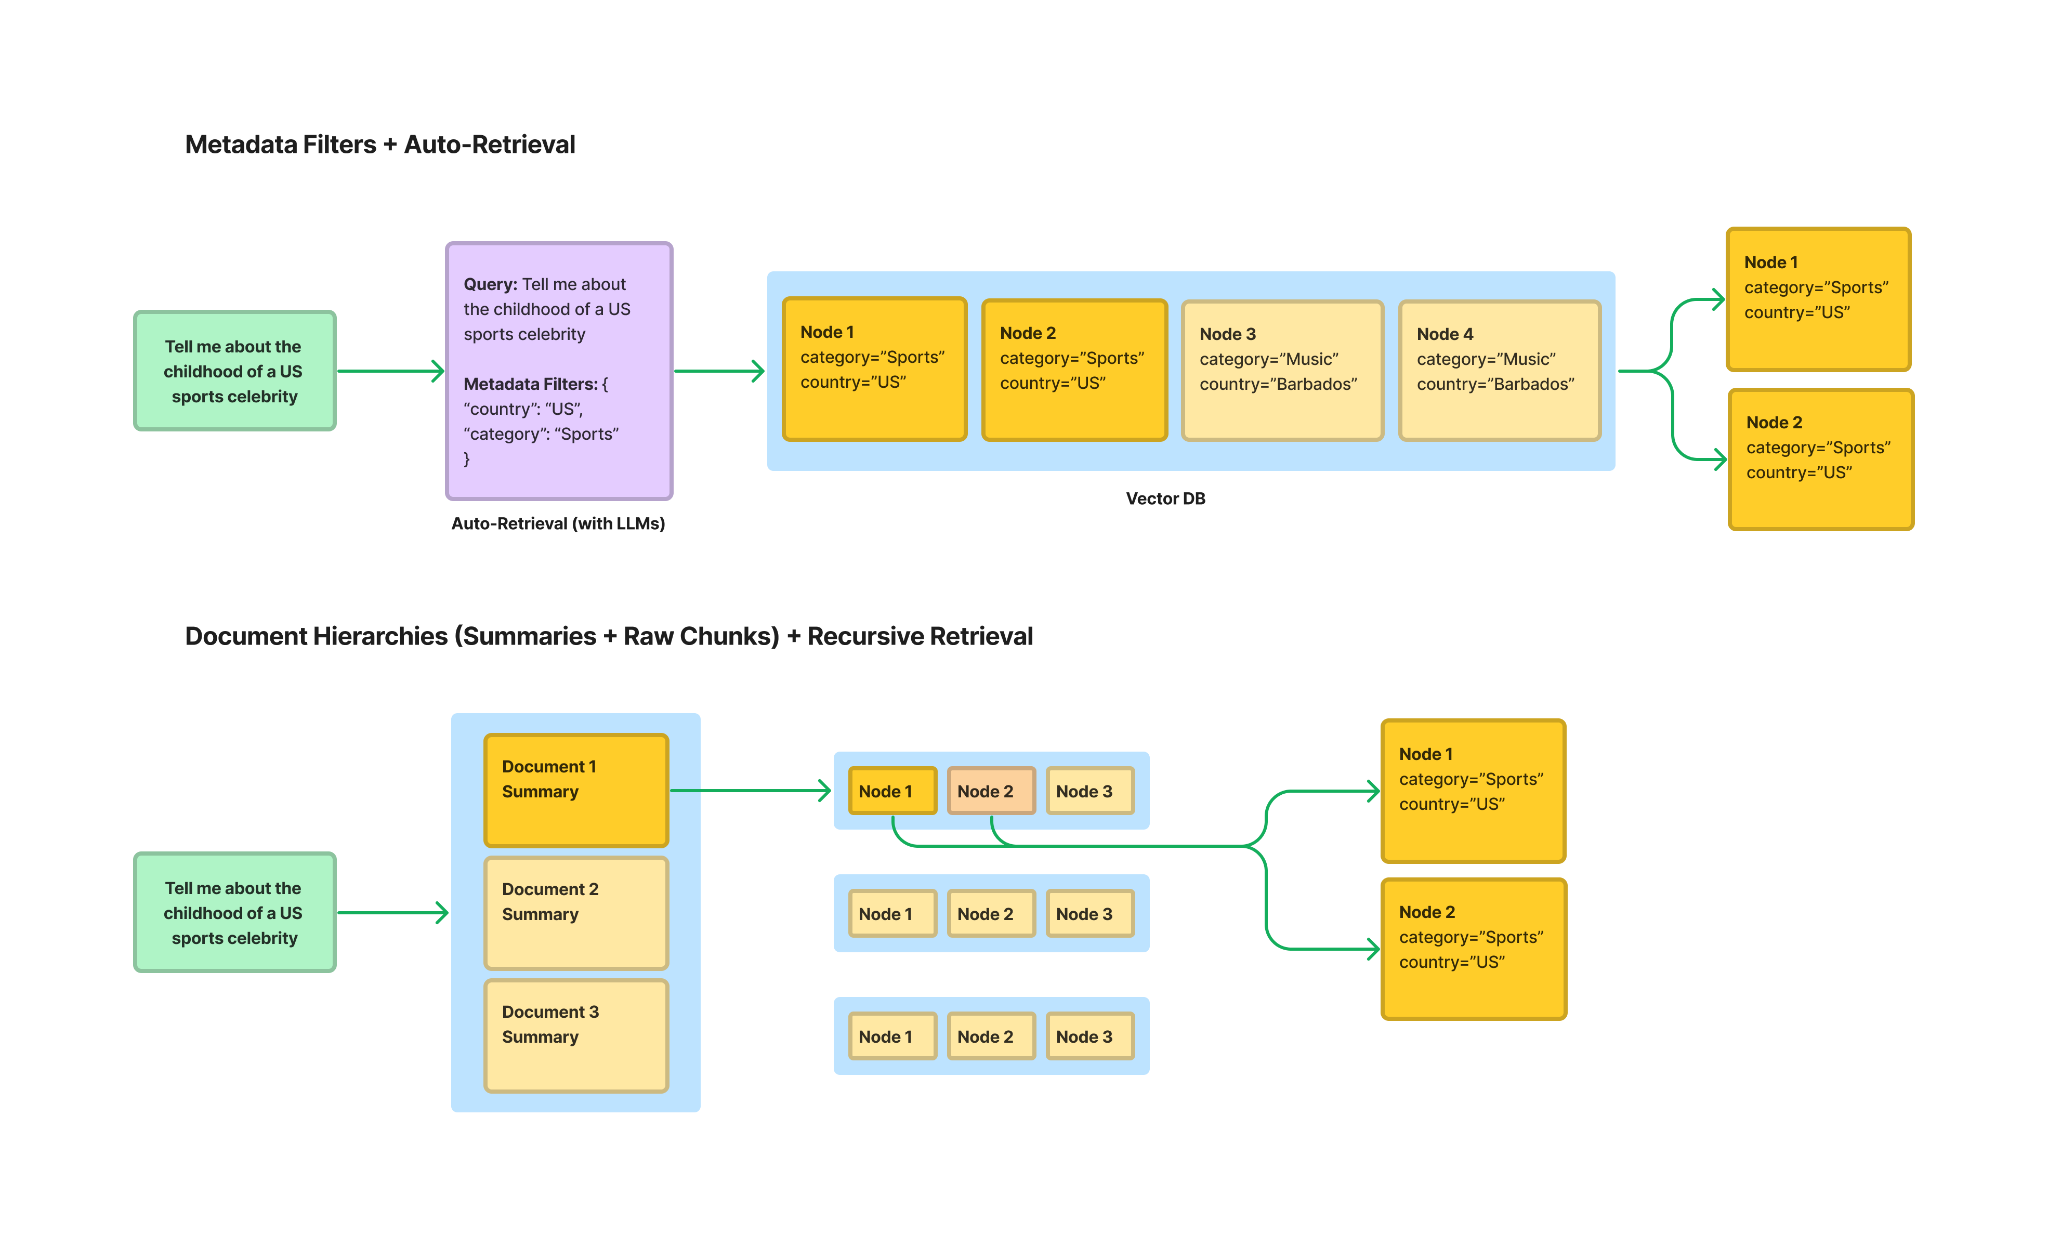 Metadata Filters + Auto-Retrieval
Tell me about the
childhood of a US
sports celebrity
Query: Tell me about
the childhood of a US
sports celebrity
Metadata Filters: {
“country”: “US”,
“category”: “Sports”
}
Auto-Retrieval (with LLMs)
Node 1
category=”Sports”
country=”US”
Node 2
category=”Sports”
country=”US”
Node 3
category=”Music”
country=”Barbados”
Node 4
category=”Music”
country=”Barbados”
Vector DB
Node 1
category=”Sports”
country=”US”
Node 2
category=”Sports”
country=”US”
Document Hierarchies (Summaries + Raw Chunks) + Recursive Retrieval
Tell me about the
childhood of a US
sports celebrity
Document 1
Summary
Document 2
Summary
Document 3
Summary
Node 1
Node 2
Node 3
Node 1
Node 2
Node 3
Node 1
Node 2
Node 3
Node 1
category=”Sports”
country=”US”
Node 2
category=”Sports”
country=”US”